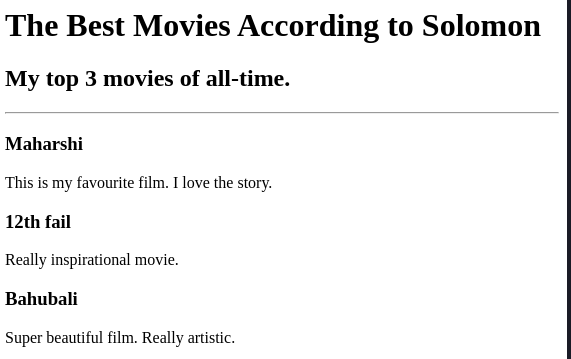 The Best Movies According to Solomon
My top 3 movies of all-time.
Maharshi
This is my favourite film. I love the story.
12th fail
Really inspirational movie.
Bahubali
Super beautiful film. Really artistic.